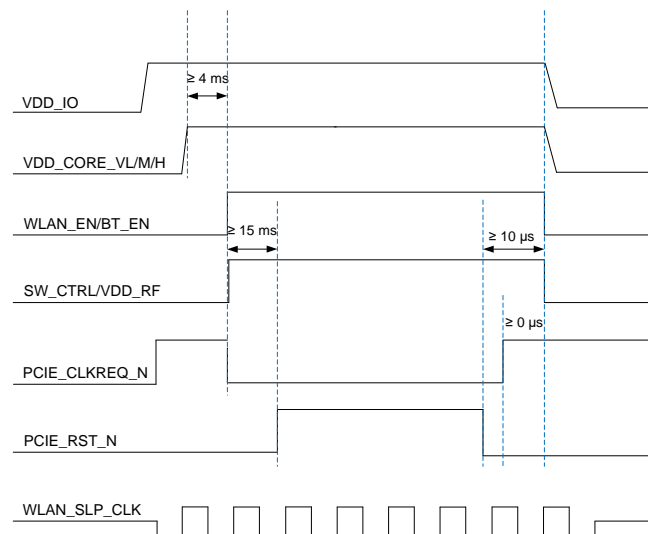 ≥ 4 ms
VDD_IO
VDD_CORE_VL/M/H
WLAN_EN/BT_EN
≥ 15 ms
≥ 10 µs
SW_CTRL/VDD_RF
≥ 0 µs
PCIE_CLKREQ_N
PCIE_RST_N
WLAN_SLP_CLK